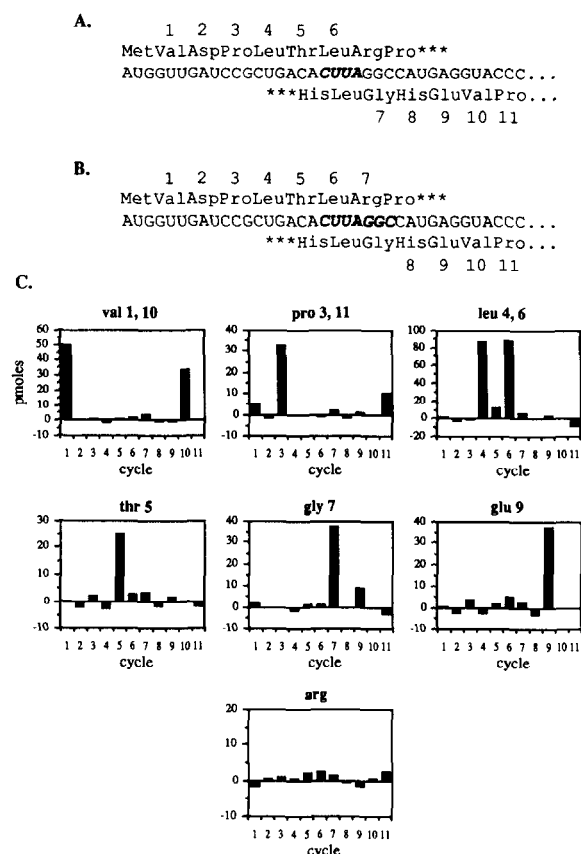 A.
1 2 3 4 5 6
MetValAspProLeuThrLeuArgPro***
AUGGUUGAUCCGCUGACACUUAGGCCAUGAGGUACCC...
***HisLeuGlyHisGluValPro...
7 8 9 10 11
B.
1 2 3 4 5 6 7
MetValAspProLeuThrLeuArgPro***
AUGGUUGAUCCGCUGACACUUAGGCCAUGAGGUACCC...
***HisLeuGlyHisGluValPro...
8 9 10 11
C.
val 1, 10
pro 3, 11
leu 4, 6
pmoles
60
50
40
30
20
10
0
-10
40
30
20
10
0
-10
100
80
60
40
20
0
-20
1 2 3 4 5 6 7 8 9 10 11
1 2 3 4 5 6 7 8 9 10 11
1 2 3 4 5 6 7 8 9 10 11
cycle
cycle
cycle
thr 5
gly 7
glu 9
30
20
10
0
-10
40
30
20
10
0
-10
40
30
20
10
0
-10
1 2 3 4 5 6 7 8 9 10 11
1 2 3 4 5 6 7 8 9 10 11
1 2 3 4 5 6 7 8 9 10 11
cycle
cycle
cycle
arg
20
10
0
-10
1 2 3 4 5 6 7 8 9 10 11
cycle